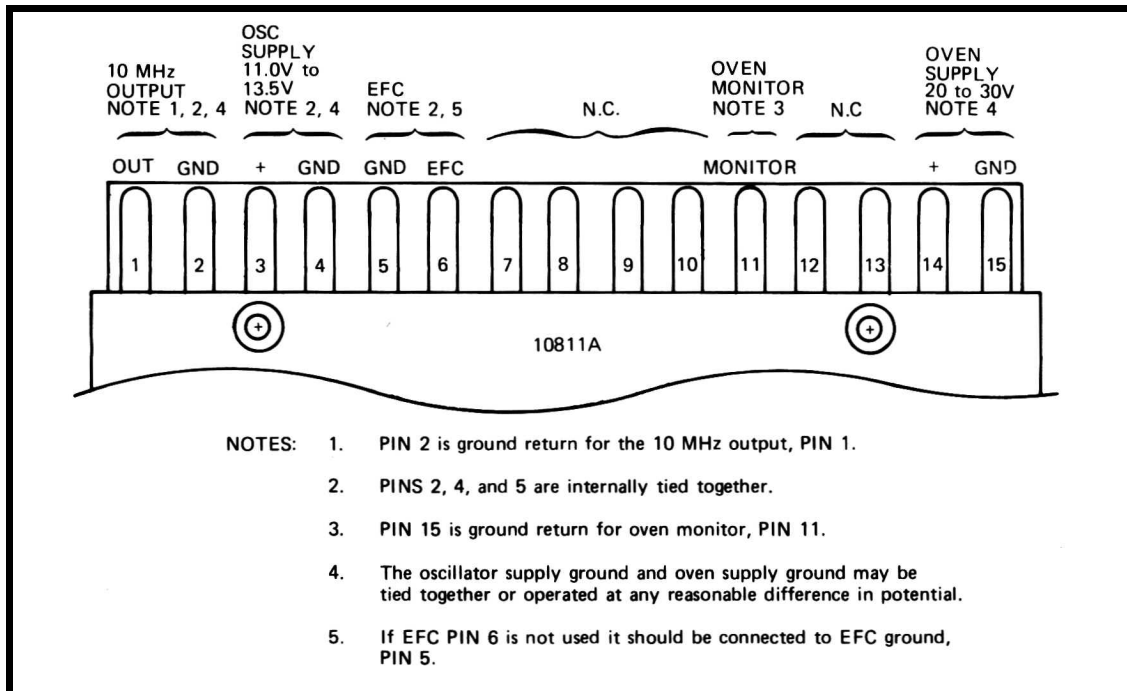 10 MHz
OUTPUT
NOTE 1, 2, 4
OSC
SUPPLY
11.0V to
13.5V
NOTE 2, 4
EFC
NOTE 2, 5
N.C.
OVEN
MONITOR
NOTE 3
N.C
OVEN
SUPPLY
20 to 30V
NOTE 4
OUT GND + GND GND EFC MONITOR + GND
1 2 3 4 5 6 7 8 9 10 11 12 13 14 15
10811A
NOTES: 1. PIN 2 is ground return for the 10 MHz output, PIN 1.
2. PINS 2, 4, and 5 are internally tied together.
3. PIN 15 is ground return for oven monitor, PIN 11.
4. The oscillator supply ground and oven supply ground may be
tied together or operated at any reasonable difference in potential.
5. If EFC PIN 6 is not used it should be connected to EFC ground,
PIN 5.